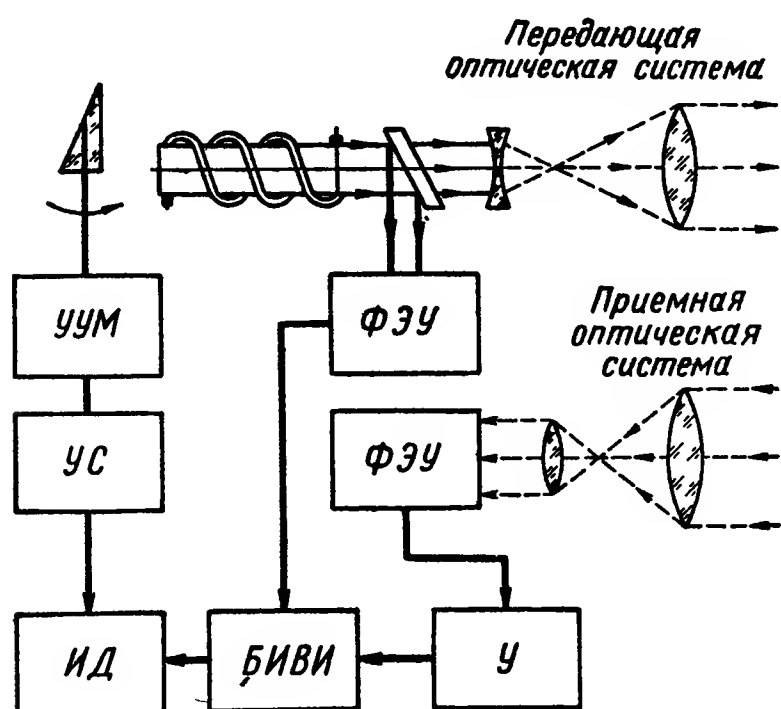 Передающая
оптическая система
УУМ
ФЭУ
Приемная
оптическая
система
УС
ФЭУ
ИД
БИВИ
У